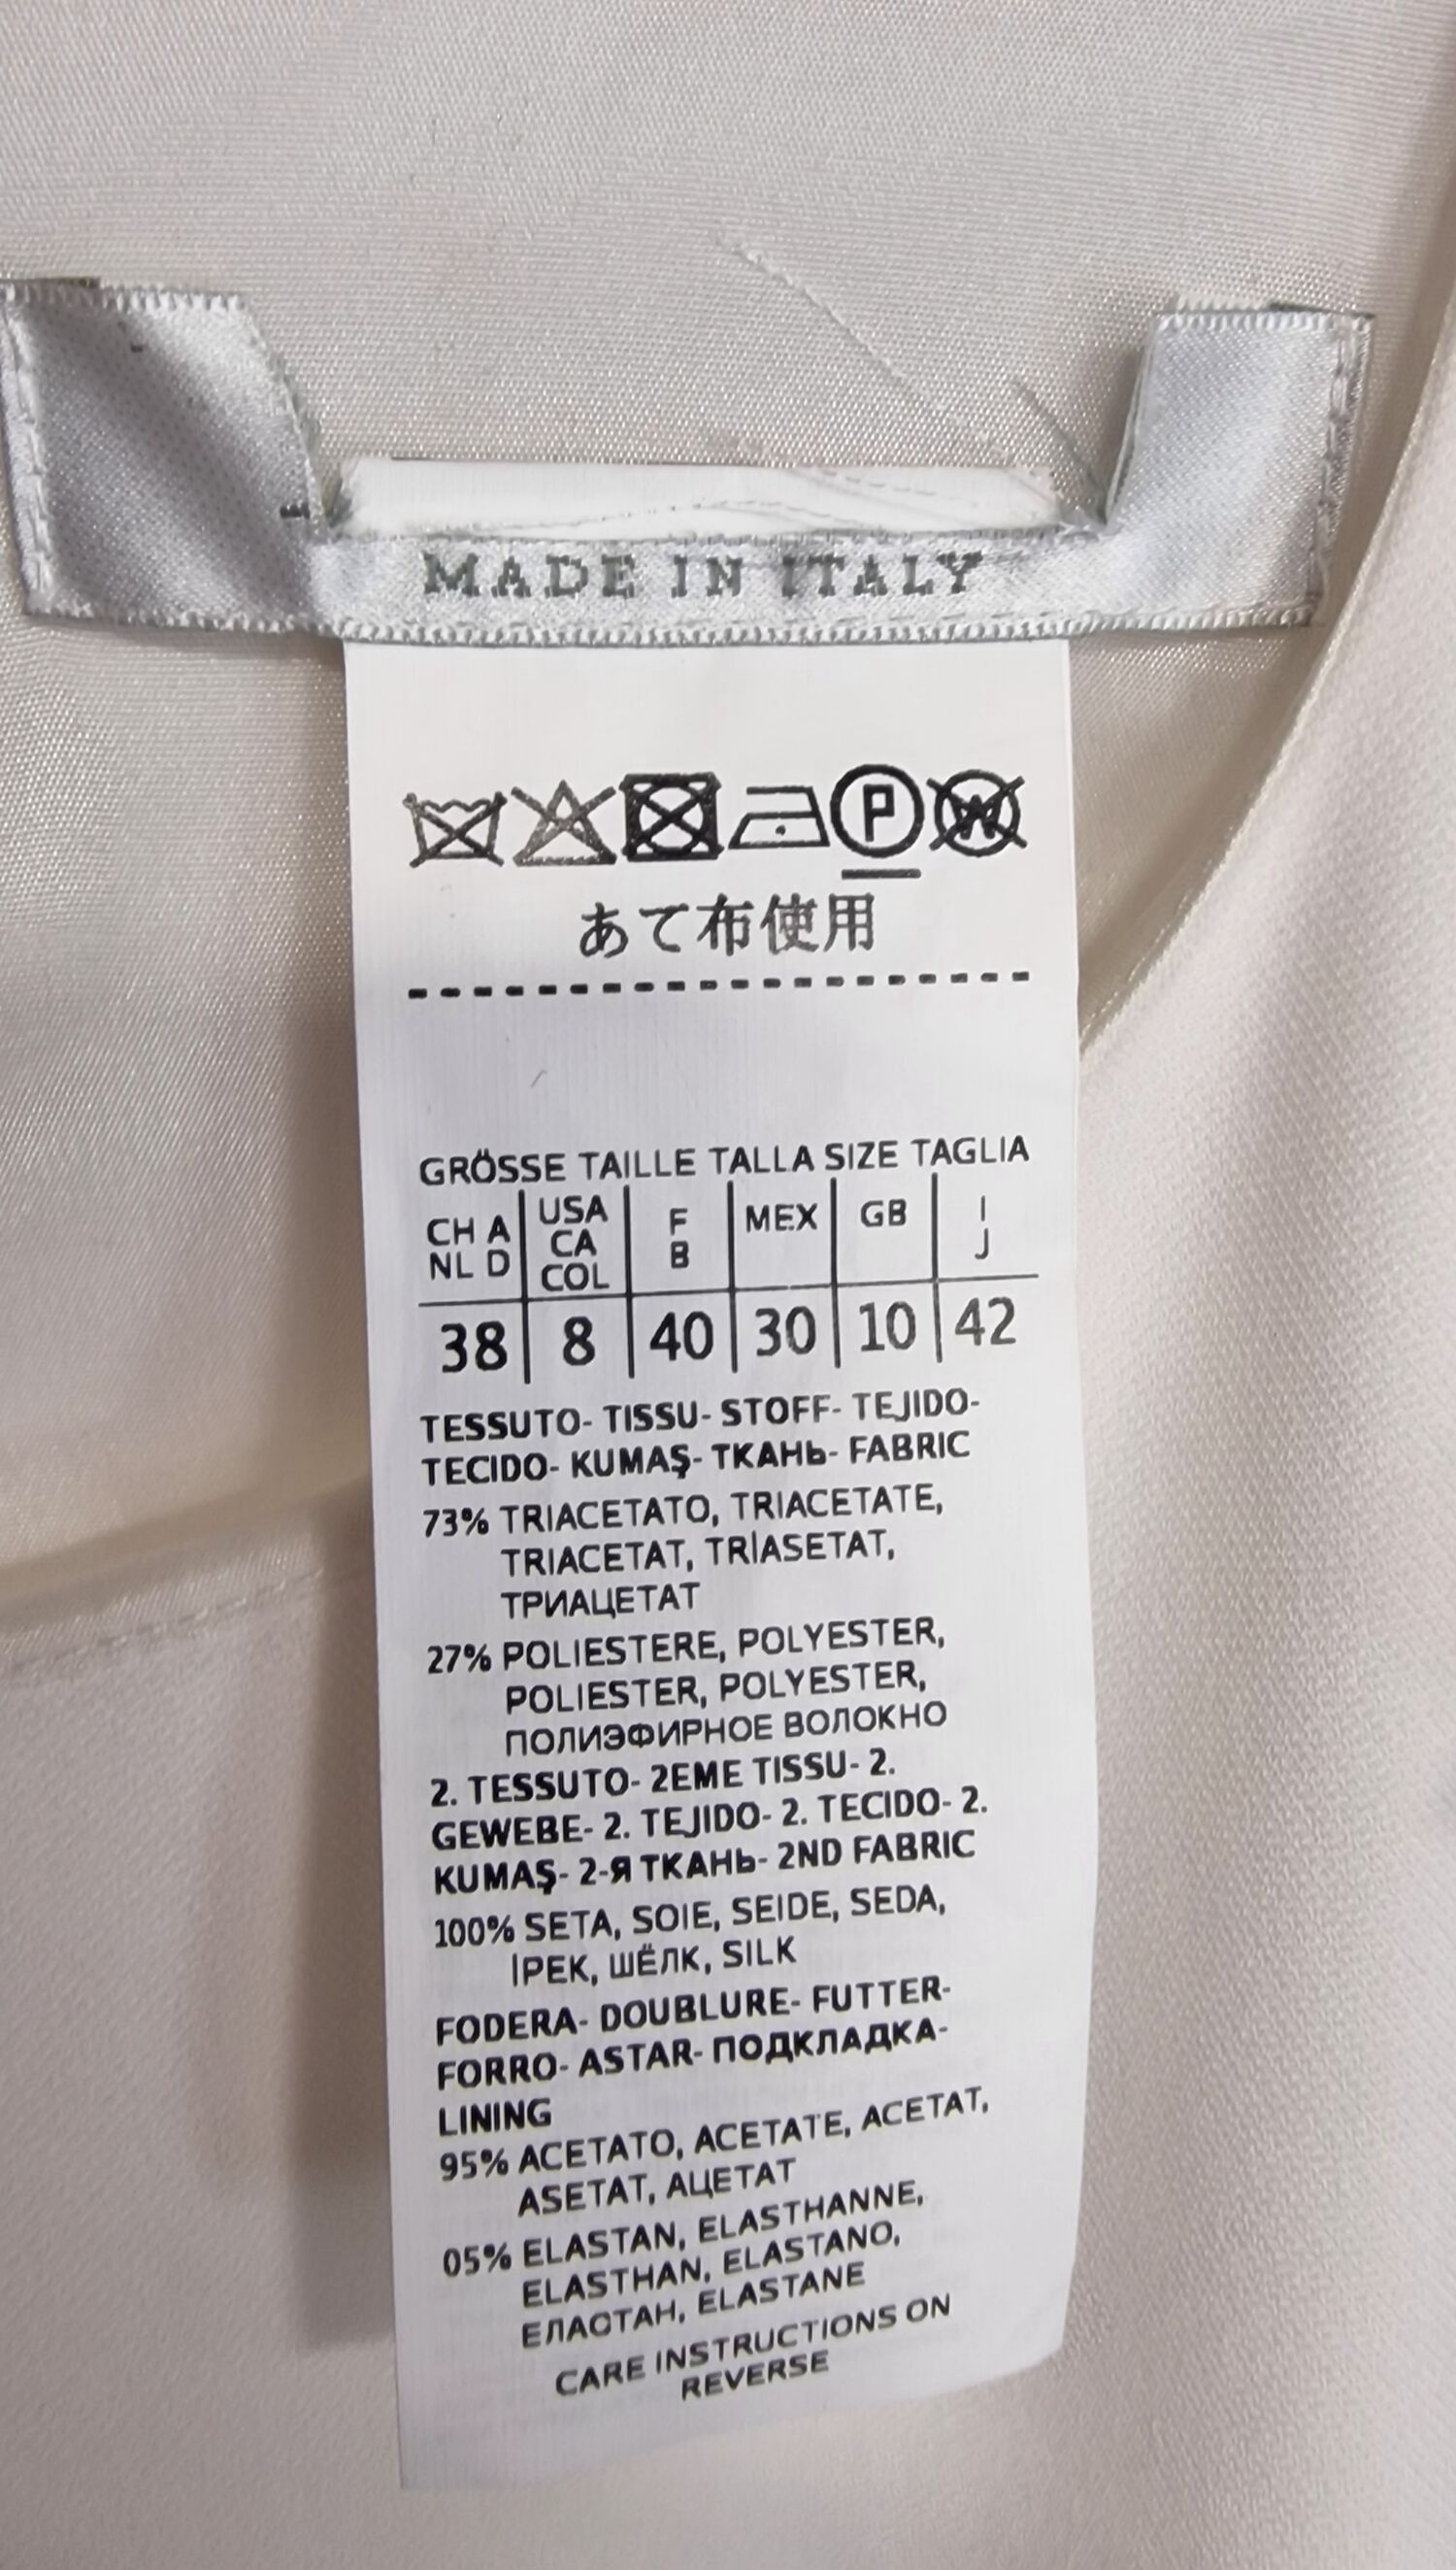 MADE IN ITALY
P W
あて布使用
GRÖSSE TAILLE TALLA SIZE TAGLIA
CH A NL D | USA CA COL | F B | MEX | GB | I J
38 | 8 | 40 | 30 | 10 | 42
TESSUTO- TISSU- STOFF- TEJIDO-
TECIDO- KUMAŞ- ТКАНЬ- FABRIC
73% TRIACETATO, TRIACETATE,
TRIACETAT, TRİASETAT,
ТРИАЦЕТАТ
27% POLIESTERE, POLYESTER,
POLIESTER, POLYESTER,
ПОЛИЭФИРНОЕ ВОЛОКНО
2. TESSUTO- 2EME TISSU- 2.
GEWEBE- 2. TEJIDO- 2. TECIDO- 2.
KUMAŞ- 2-Я ТКАНЬ- 2ND FABRIC
100% SETA, SOIE, SEIDE, SEDA,
İPEK, ШЁЛК, SILK
FODERA- DOUBLURE- FUTTER-
FORRO- ASTAR- ПОДКЛАДКА-
LINING
95% ACETATO, ACETATE, ACETAT,
ASETAT, АЦЕТАТ
05% ELASTAN, ELASTHANNE,
ELASTHAN, ELASTANO,
ЕЛАСТАН, ELASTANE
CARE INSTRUCTIONS ON
REVERSE